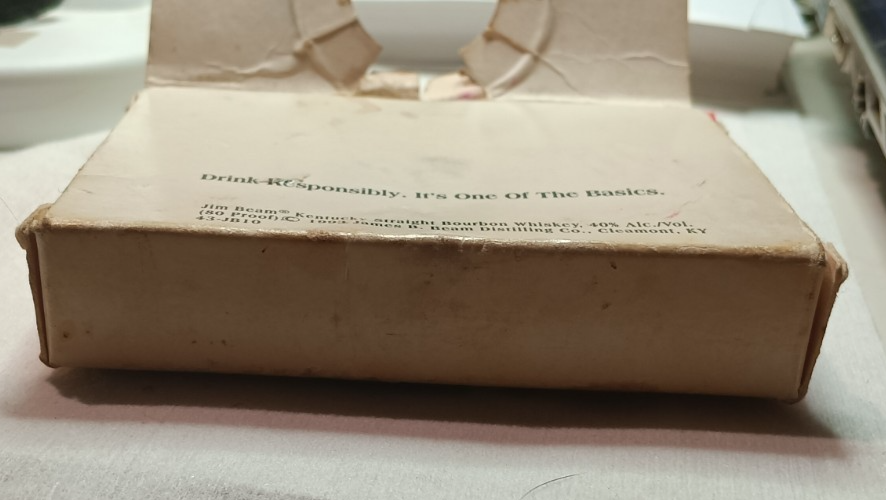 Drink Responsibly. It's One Of The Basics.
Jim Beam® Kentucky Straight Bourbon Whiskey, 40% Alc./Vol.
(80 Proof) © James B. Beam Distilling Co., Clermont, KY
43-JB10